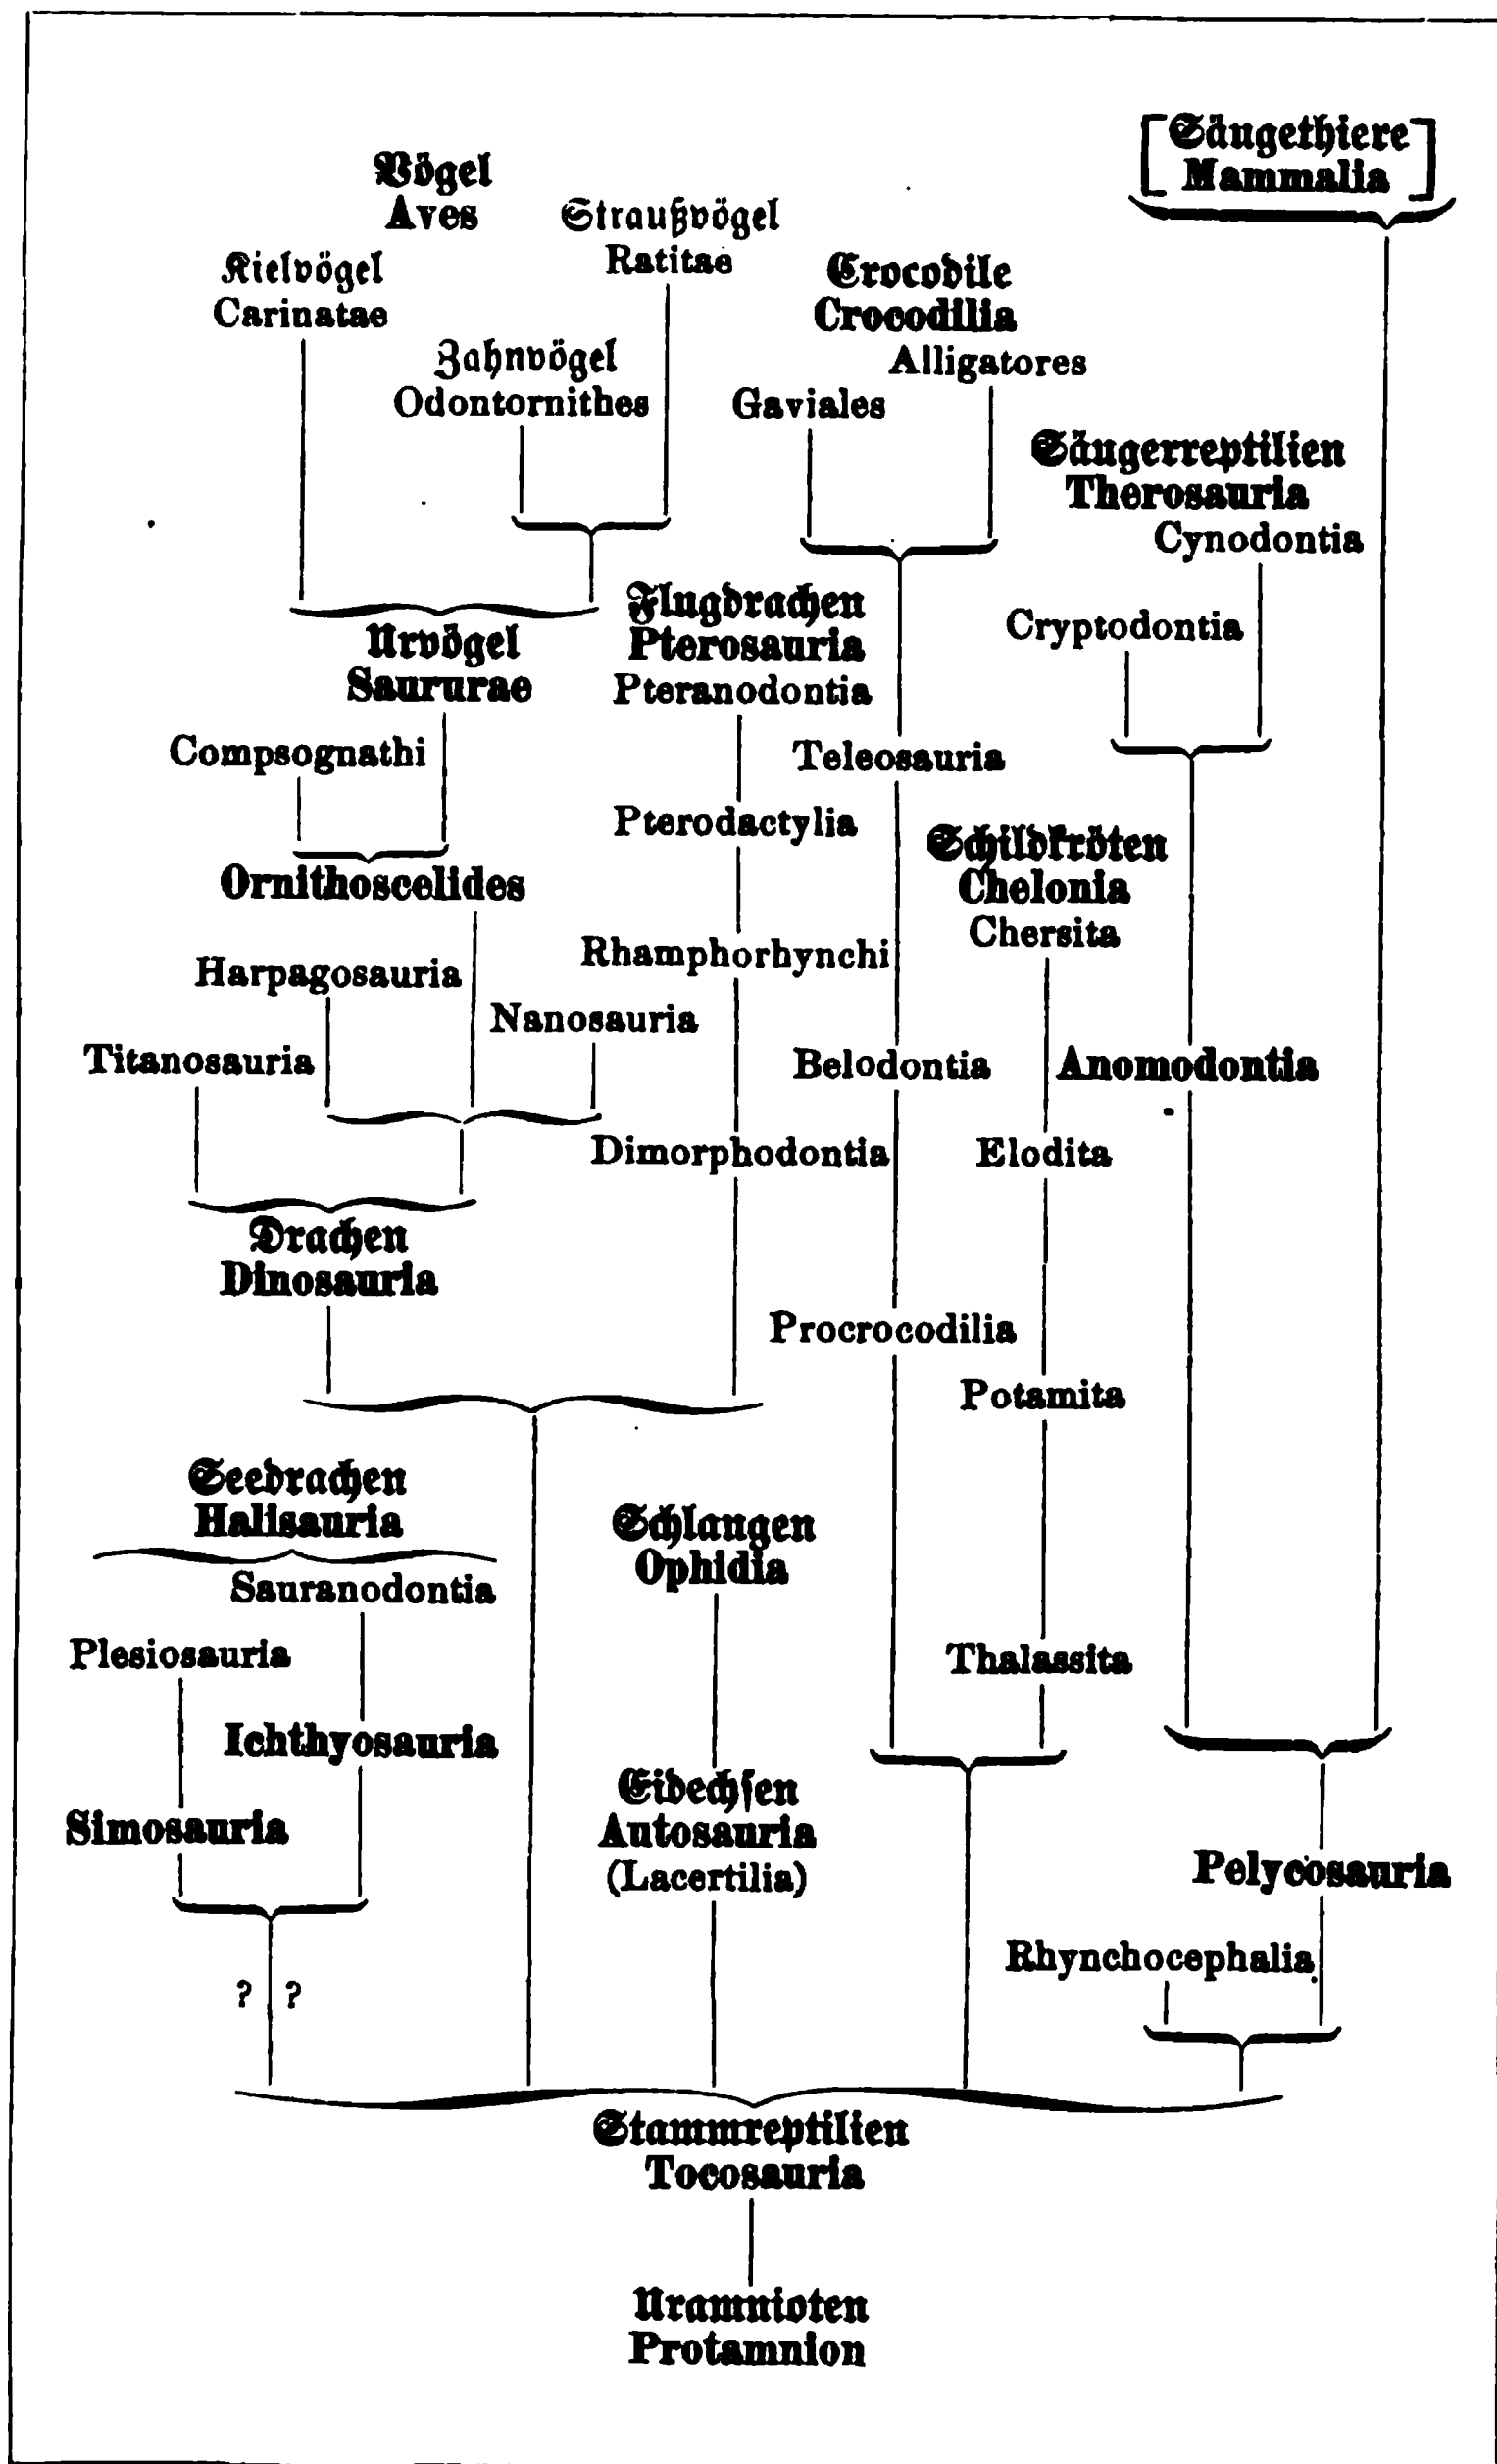 Säugethiere
Mammalia
Vögel
Aves
Straußvögel
Ratitae
Kielvögel
Carinatae
Crocodile
Crocodilia
Alligatores
Zahnvögel
Odontornithes
Gaviales
Säugerreptilien
Therosauria
Cynodontia
Cryptodontia
Flugdrachen
Pterosauria
Pteranodontia
Urvögel
Saururae
Compsognathi
Teleosauria
Pterodactylia
Schildkröten
Chelonia
Chersita
Ornithoscelides
Rhamphorhynchi
Harpagosauria
Nanosauria
Titanosauria
Belodontia
Anomodontia
Dimorphodontia
Elodita
Drachen
Dinosauria
Procrocodilia
Potamita
Seedrachen
Halisauria
Schlangen
Ophidia
Sauranodontia
Plesiosauria
Thalassita
Ichthyosauria
Eidechsen
Autosauria
(Lacertilia)
Simosauria
Pelycosauria
Rhynchocephalia
? ?
Stammreptilien
Tocosauria
Uramnioten
Protamnion